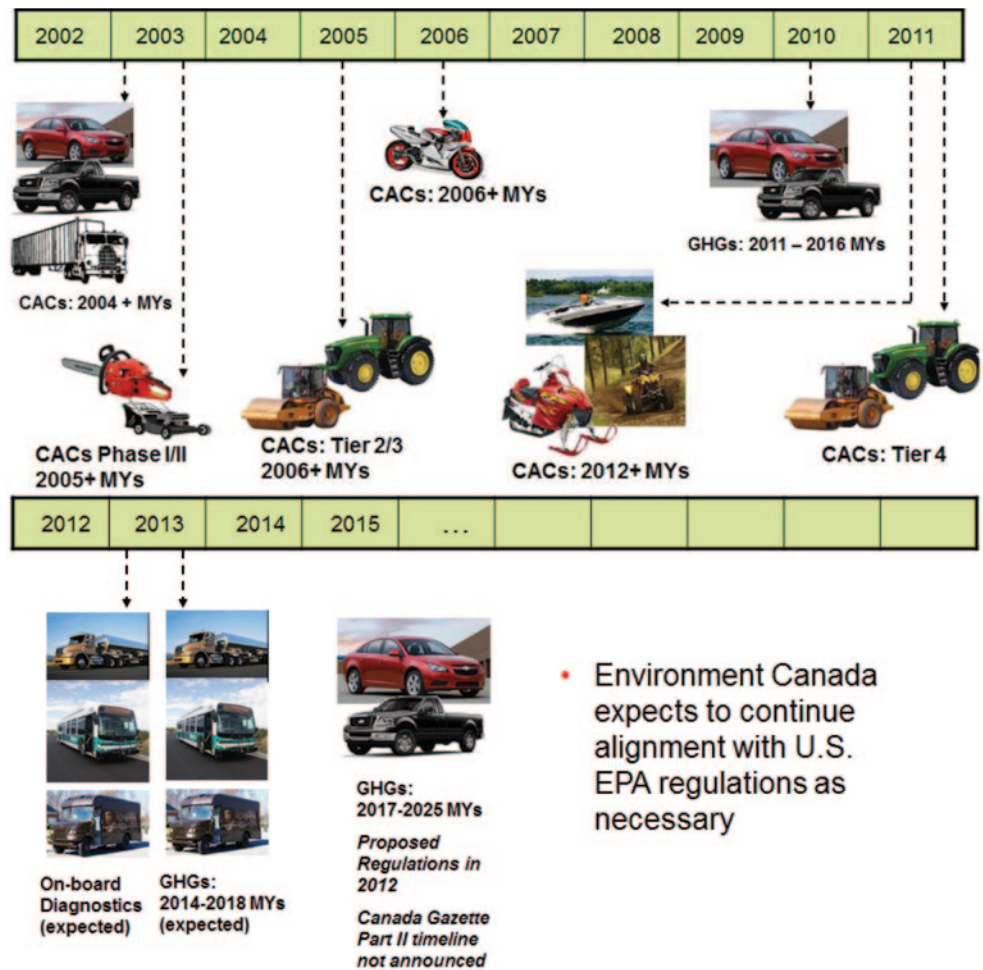 2002 2003 2004 2005 2006 2007 2008 2009 2010 2011
CACs: 2004 + MYs
CACs: 2006+ MYs
GHGs: 2011 – 2016 MYs
CACs Phase I/II
2005+ MYs
CACs: Tier 2/3
2006+ MYs
CACs: 2012+ MYs
CACs: Tier 4
2012 2013 2014 2015 ...
On-board
Diagnostics
(expected)
GHGs:
2014-2018 MYs
(expected)
GHGs:
2017-2025 MYs
Proposed
Regulations in
2012
Canada Gazette
Part II timeline
not announced
• Environment Canada
expects to continue
alignment with U.S.
EPA regulations as
necessary